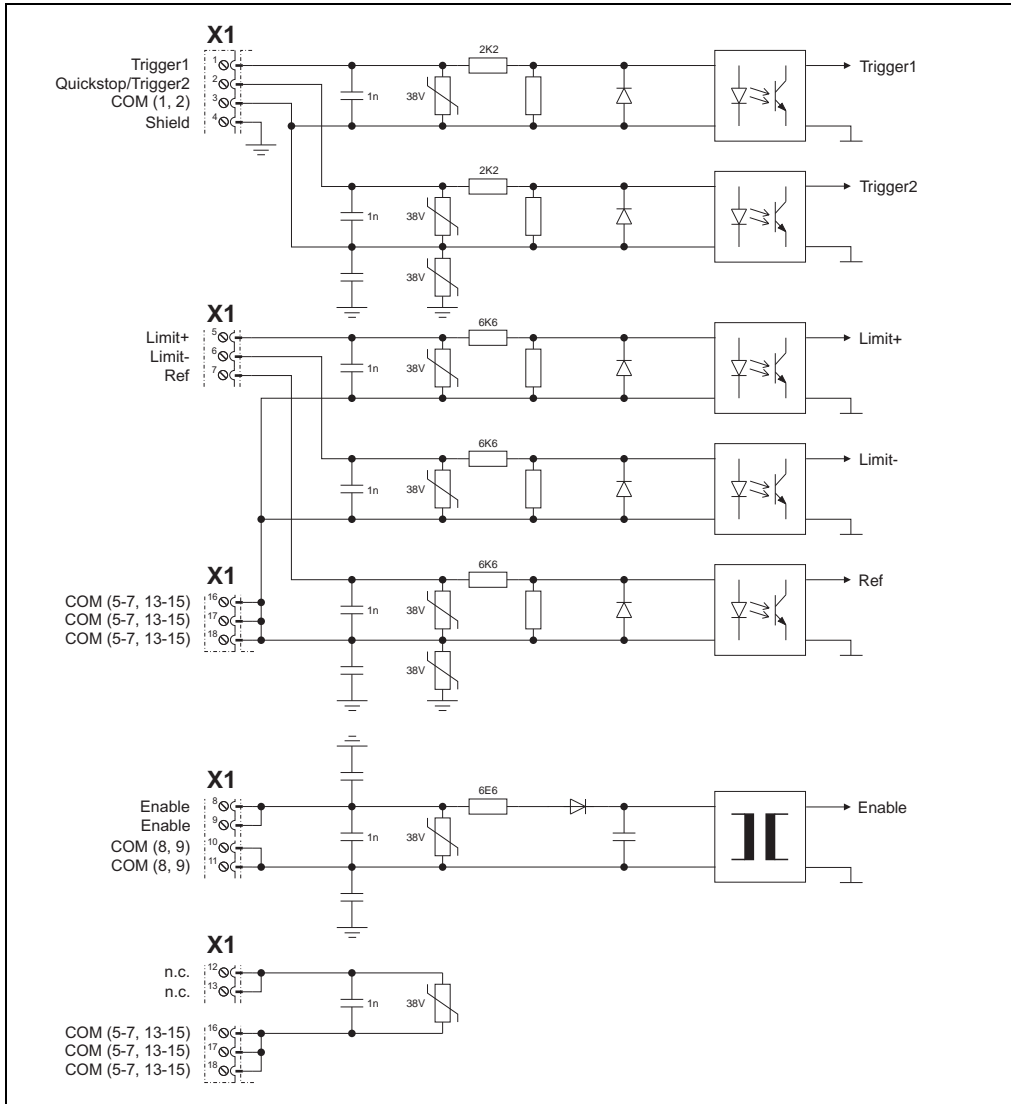 X1
1
Trigger1
2
Quickstop/Trigger2
3
COM (1, 2)
4
Shield
1n
38V
2K2
Trigger1
1n
38V
2K2
38V
Trigger2
X1
5
Limit+
6
Limit-
7
Ref
1n
38V
6K6
Limit+
1n
38V
6K6
Limit-
X1
16
COM (5-7, 13-15)
17
COM (5-7, 13-15)
18
COM (5-7, 13-15)
1n
38V
6K6
38V
Ref
X1
8
Enable
9
Enable
10
COM (8, 9)
11
COM (8, 9)
1n
38V
6E6
Enable
X1
12
n.c.
13
n.c.
1n
38V
16
COM (5-7, 13-15)
17
COM (5-7, 13-15)
18
COM (5-7, 13-15)